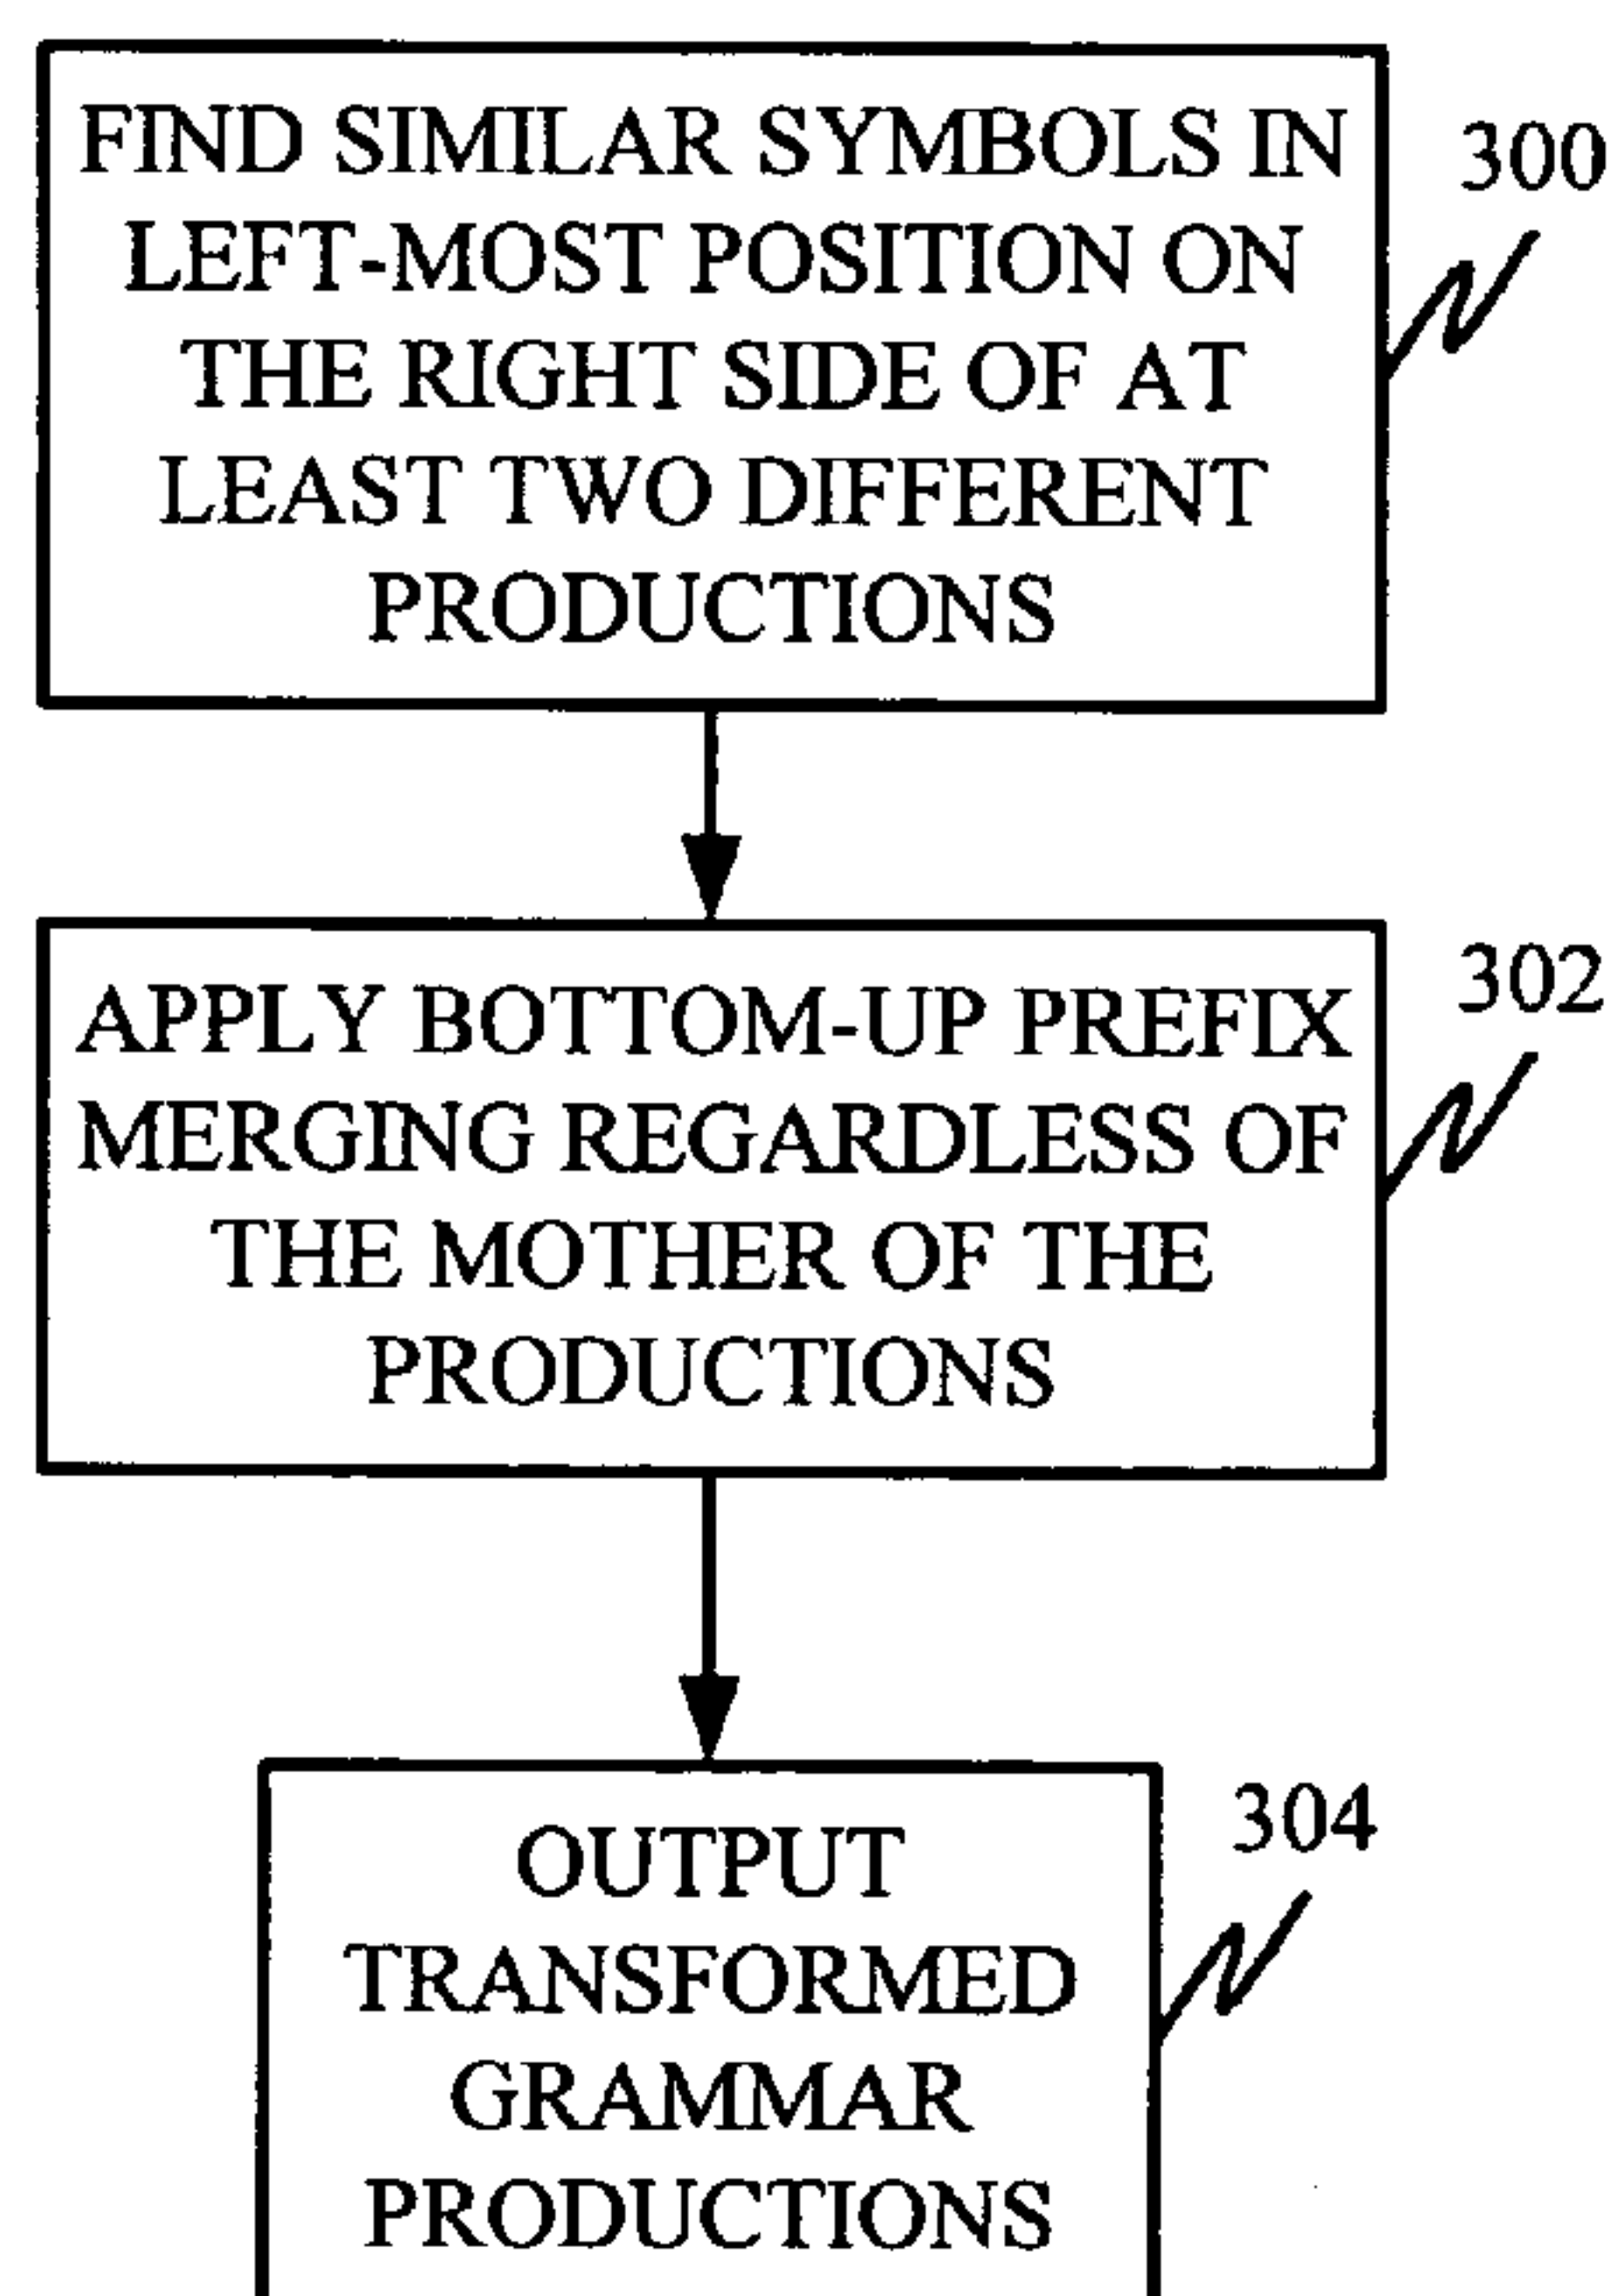 FIND SIMILAR SYMBOLS IN
LEFT-MOST POSITION ON
THE RIGHT SIDE OF AT
LEAST TWO DIFFERENT
PRODUCTIONS
300
APPLY BOTTOM-UP PREFIX
MERGING REGARDLESS OF
THE MOTHER OF THE
PRODUCTIONS
302
OUTPUT
TRANSFORMED
GRAMMAR
PRODUCTIONS
304